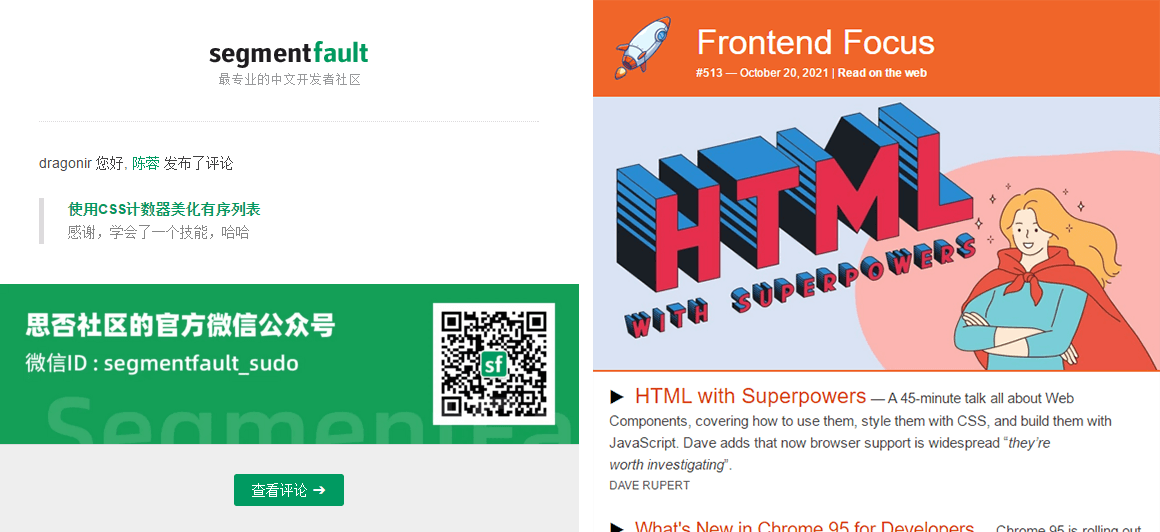 segmentfault
最专业的中文开发者社区
dragonir 您好, 陈蓉 发布了评论
使用CSS计数器美化有序列表
感谢，学会了一个技能，哈哈
思否社区的官方微信公众号
微信ID : segmentfault_sudo
sf
SegmentFa
查看评论 ➔
Frontend Focus
#513 — October 20, 2021 | Read on the web
HTML
WITH SUPERPOWERS
► HTML with Superpowers — A 45-minute talk all about Web
Components, covering how to use them, style them with CSS, and build them with
JavaScript. Dave adds that now browser support is widespread “they’re
worth investigating”.
DAVE RUPERT
► What's New in Chrome 95 for Developers — Chrome 95 is rolling out